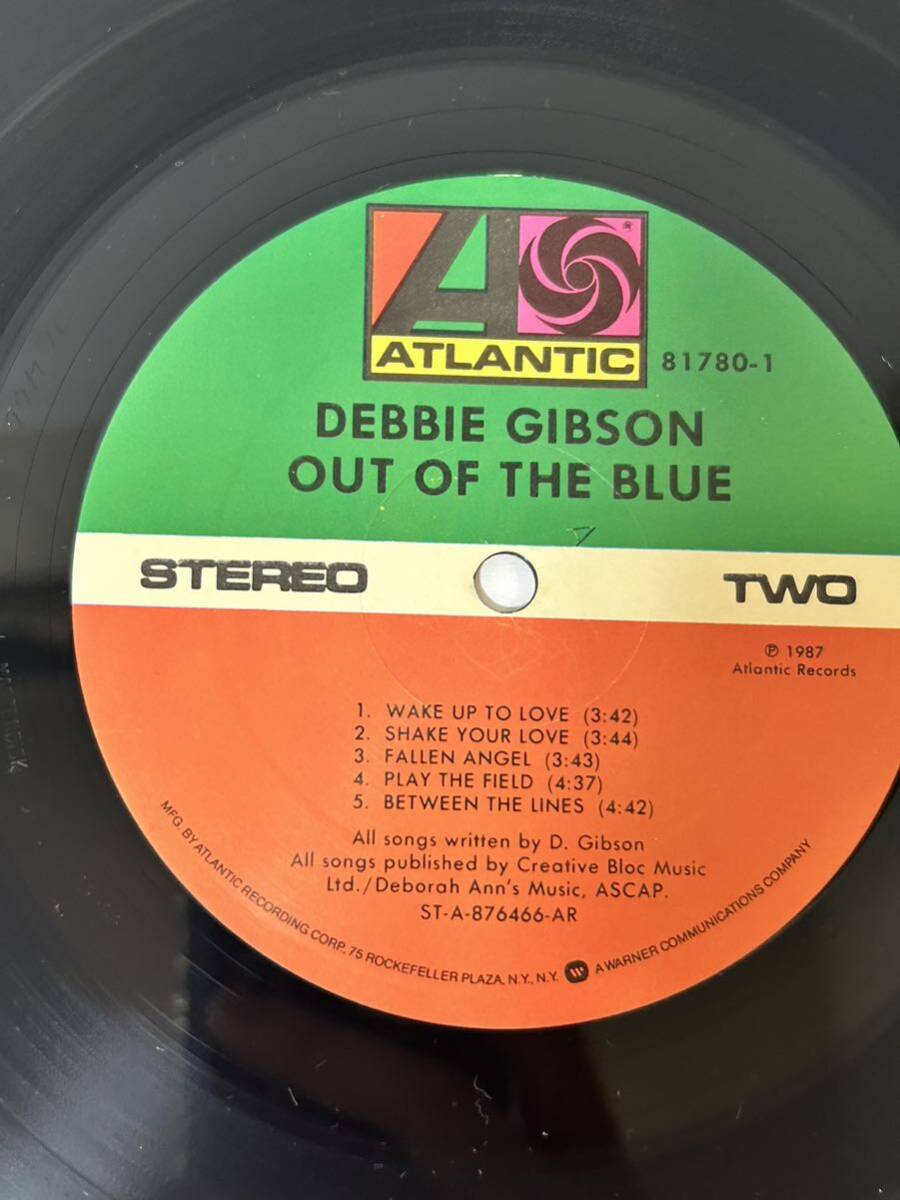 ATLANTIC
®
81780-1
DEBBIE GIBSON
OUT OF THE BLUE
STEREO
TWO
℗ 1987
Atlantic Records
1. WAKE UP TO LOVE (3:42)
2. SHAKE YOUR LOVE (3:44)
3. FALLEN ANGEL (3:43)
4. PLAY THE FIELD (4:37)
5. BETWEEN THE LINES (4:42)
All songs written by D. Gibson
All songs published by Creative Bloc Music
Ltd./Deborah Ann's Music, ASCAP.
ST-A-876466-AR
MFG. BY ATLANTIC RECORDING CORP., 75 ROCKEFELLER PLAZA, N.Y., N.Y. A WARNER COMMUNICATIONS COMPANY